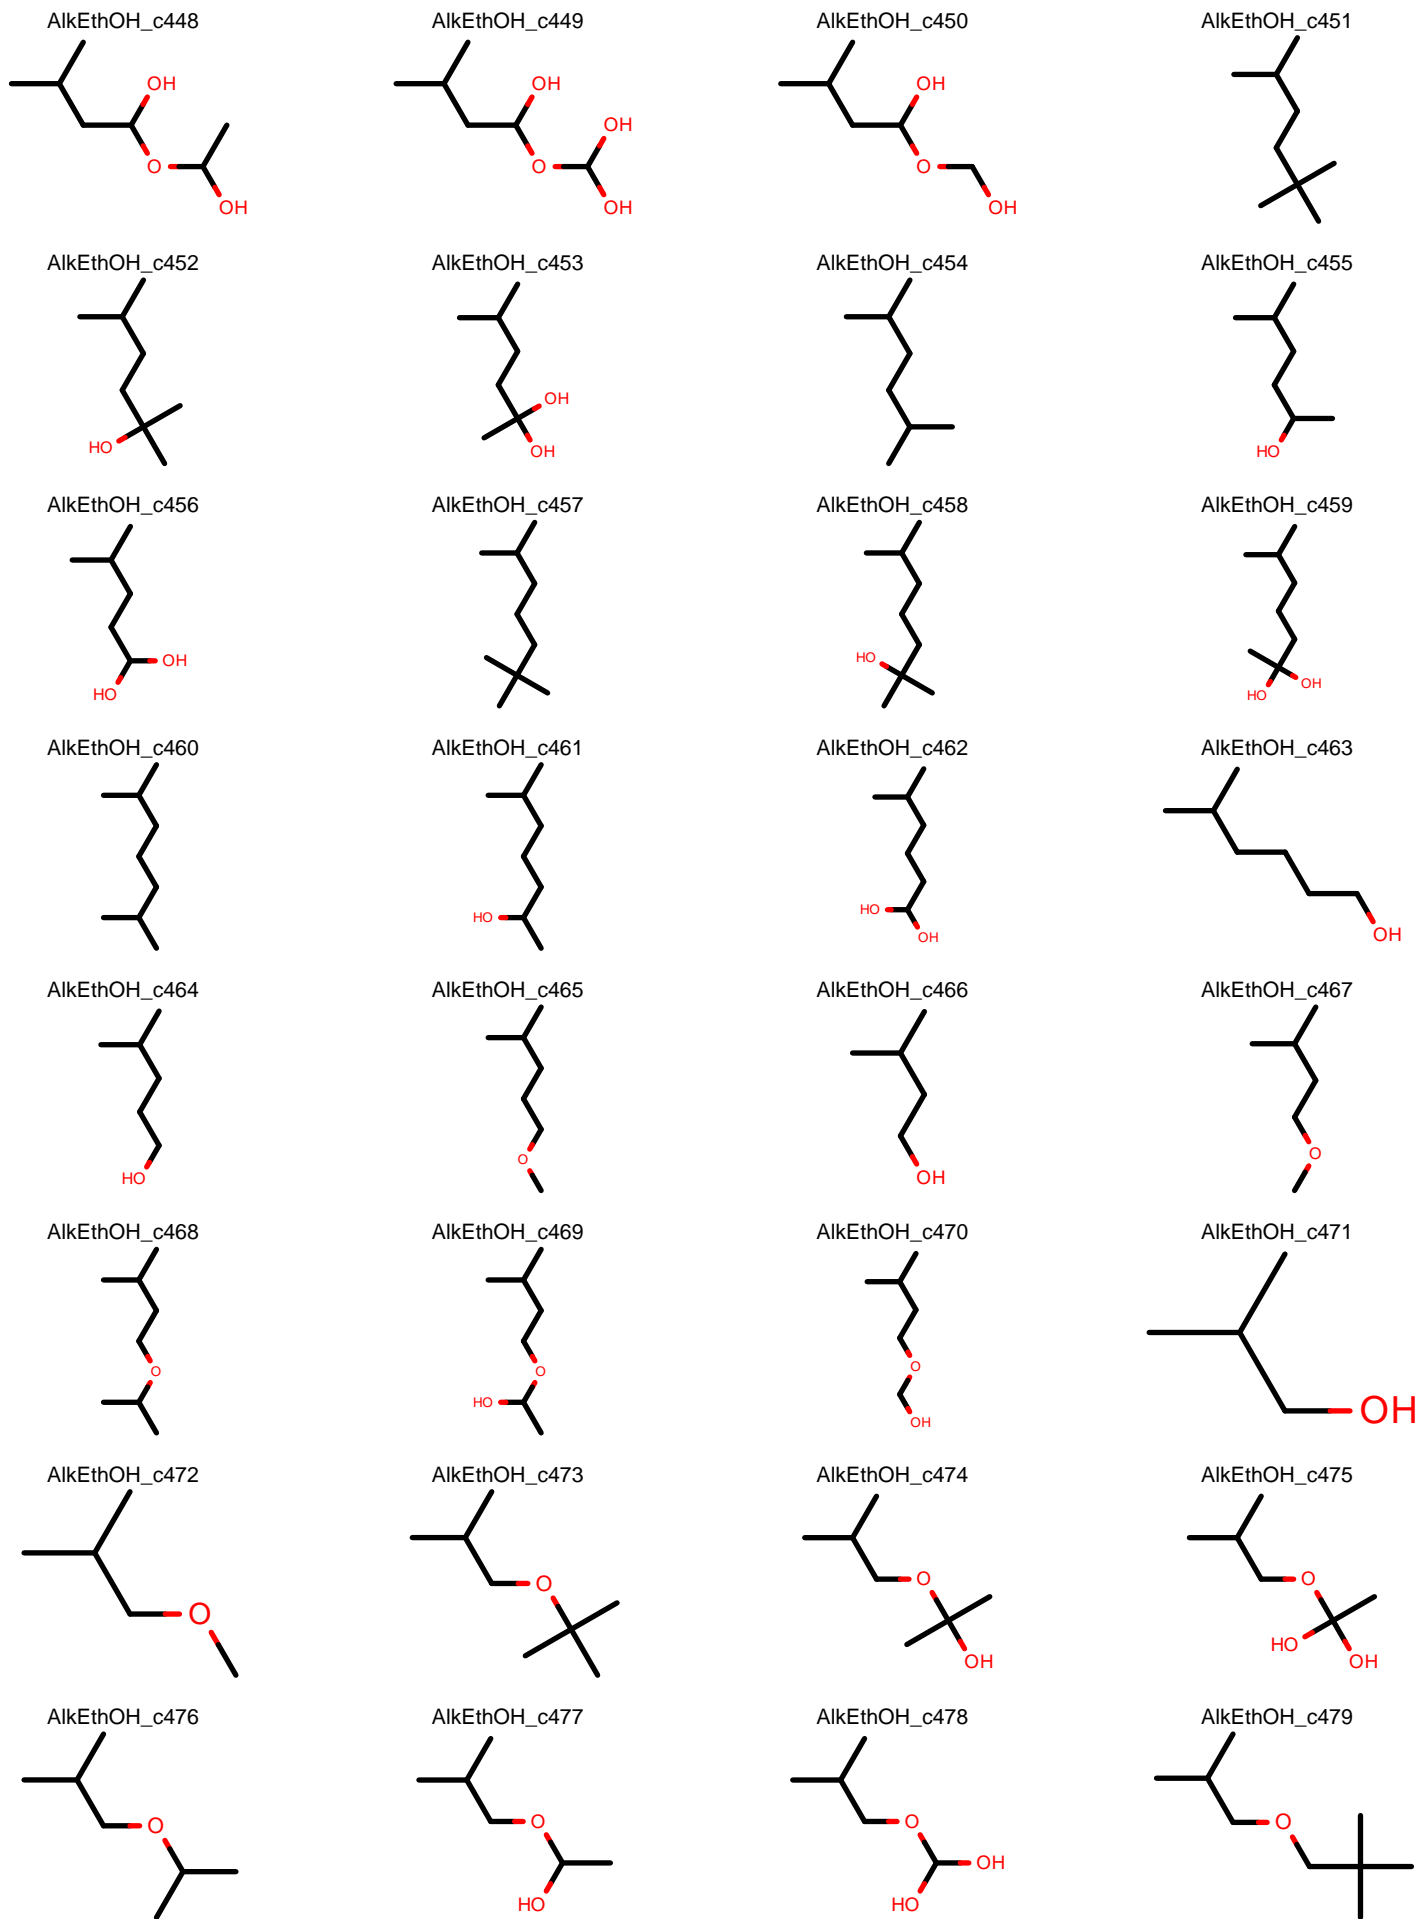 AlkEthOH_c448 AlkEthOH_c449 AlkEthOH_c450 AlkEthOH_c451
OH OH OH
OH
O O O
OH OH OH
AlkEthOH_c452 AlkEthOH_c453 AlkEthOH_c454 AlkEthOH_c455
OH
HO OH HO
AlkEthOH_c456 AlkEthOH_c457 AlkEthOH_c458 AlkEthOH_c459
OH HO
HO HO OH
AlkEthOH_c460 AlkEthOH_c461 AlkEthOH_c462 AlkEthOH_c463
HO HO
OH OH
AlkEthOH_c464 AlkEthOH_c465 AlkEthOH_c466 AlkEthOH_c467
O O
HO OH
AlkEthOH_c468 AlkEthOH_c469 AlkEthOH_c470 AlkEthOH_c471
O O O
HO OH OH
AlkEthOH_c472 AlkEthOH_c473 AlkEthOH_c474 AlkEthOH_c475
O O O O
OH HO OH
AlkEthOH_c476 AlkEthOH_c477 AlkEthOH_c478 AlkEthOH_c479
O O O O
OH
HO HO